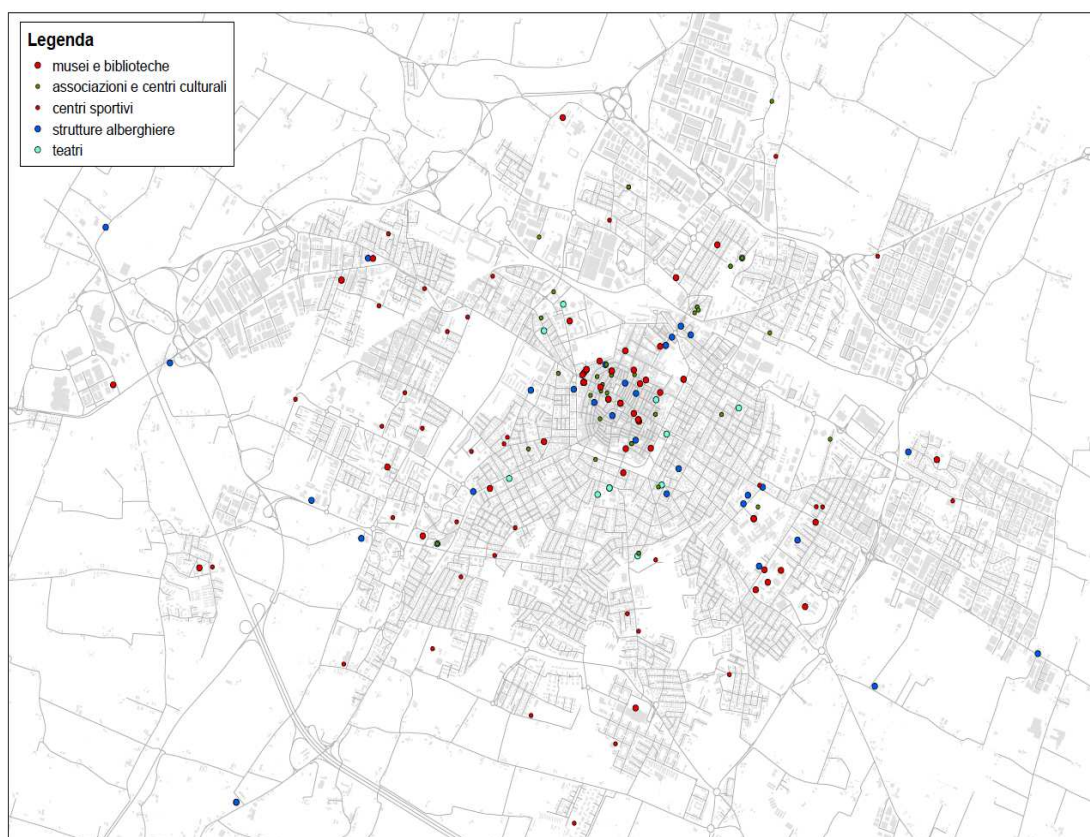 Legenda
musei e biblioteche
associazioni e centri culturali
centri sportivi
strutture alberghiere
teatri